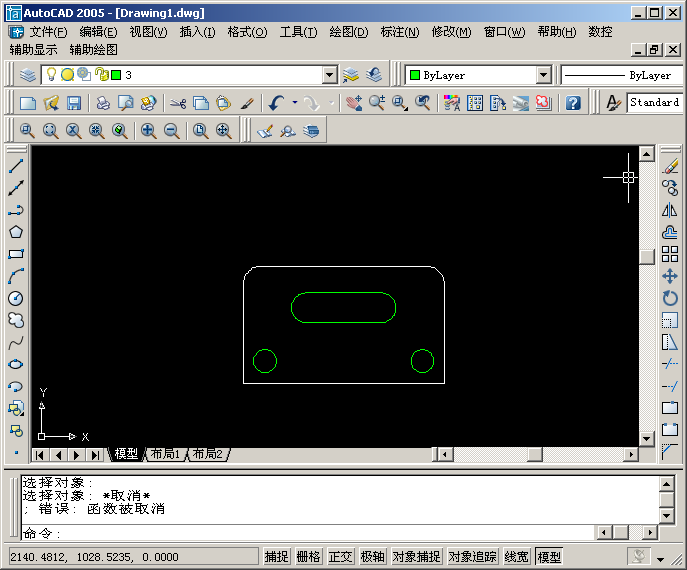 AutoCAD 2005 - [Drawing1.dwg]
文件(F) 编辑(E) 视图(V) 插入(I) 格式(O) 工具(T) 绘图(D) 标注(N) 修改(M) 窗口(W) 帮助(H) 数控
辅助显示 辅助绘图
3 ByLayer ByLayer
Standard
Y
X
模型 布局1 布局2
选择对象:
选择对象: *取消*
; 错误: 函数被取消
命令:
2140.4812, 1028.5235, 0.0000 捕捉 栅格 正交 极轴 对象捕捉 对象追踪 线宽 模型